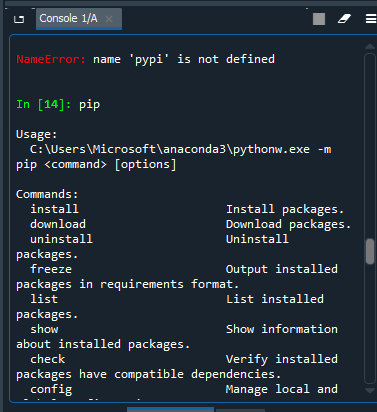 Console 1/A
NameError: name 'pypi' is not defined
In [14]: pip
Usage:
C:\Users\Microsoft\anaconda3\pythonw.exe -m
pip <command> [options]
Commands:
install Install packages.
download Download packages.
uninstall Uninstall
packages.
freeze Output installed
packages in requirements format.
list List installed
packages.
show Show information
about installed packages.
check Verify installed
packages have compatible dependencies.
config Manage local and